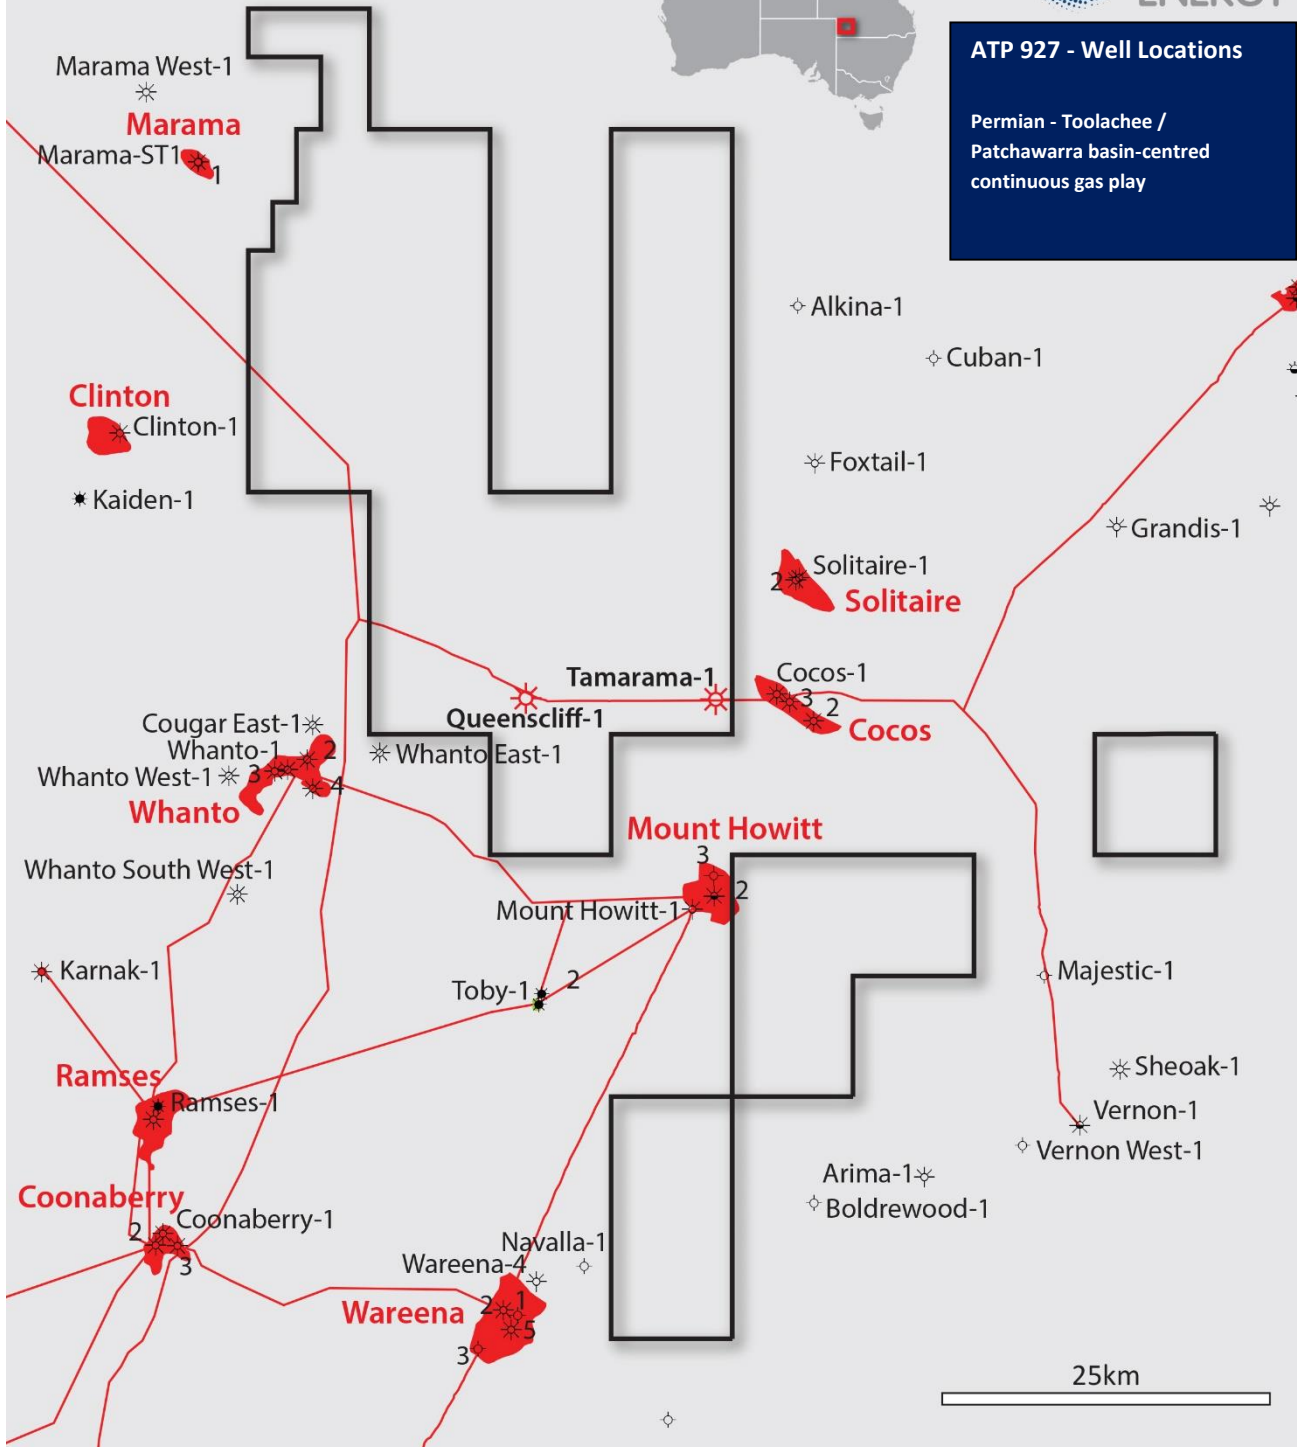 ENERGY
ATP 927 - Well Locations
Permian - Toolachee /
Patchawarra basin-centred
continuous gas play
Marama West-1
Marama
Marama-ST1
1
Alkina-1
Cuban-1
Clinton
Clinton-1
Foxtail-1
Kaiden-1
Grandis-1
Solitaire-1
2
Solitaire
Tamarama-1
Cocos-1
3
2
Queenscliff-1
Cocos
Cougar East-1
Whanto-1
2
Whanto East-1
Whanto West-1
3
4
Whanto
Mount Howitt
3
Whanto South West-1
2
Mount Howitt-1
Karnak-1
Toby-1
2
Majestic-1
Ramses
Ramses-1
Sheoak-1
Vernon-1
Vernon West-1
Arima-1
Coonaberry
Boldrewood-1
2
Coonaberry-1
3
Navalla-1
Wareena-4
Wareena
2
1
5
3
25km